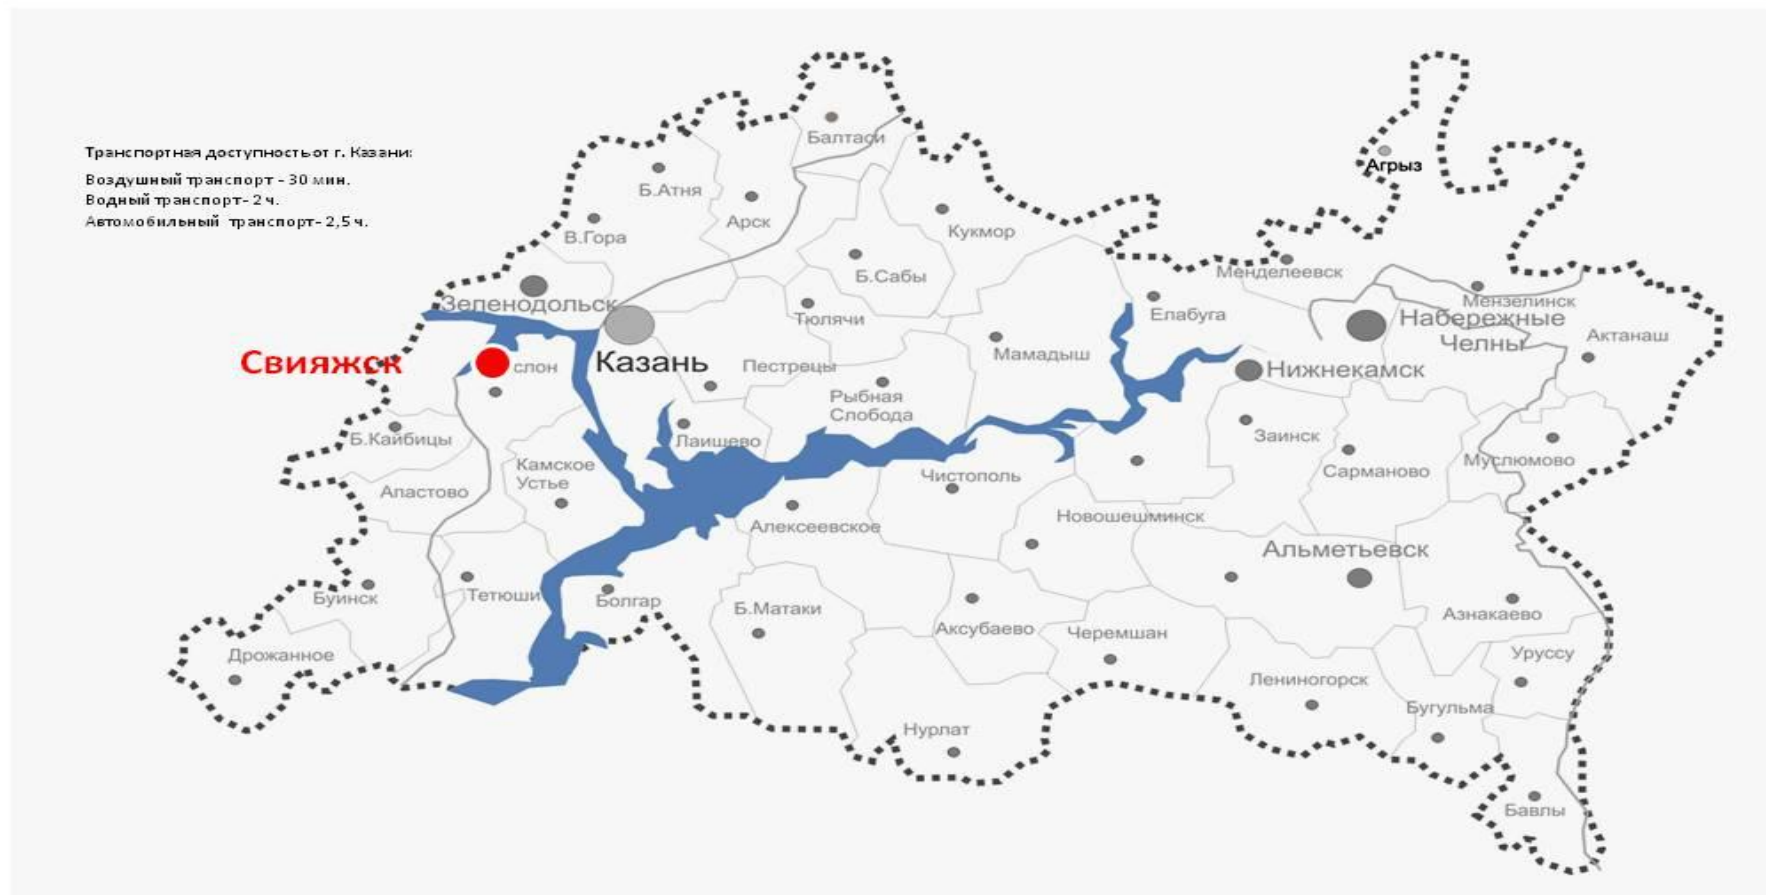 Транспортная доступность от г. Казани:
Воздушный транспорт - 30 мин.
Водный транспорт- 2 ч.
Автомобильный транспорт- 2,5 ч.
Балтаси
Агрыз
Б.Атня
Арск
В.Гора
Кукмор
Б.Сабы
Менделеевск
Зеленодольск
Тюлячи
Елабуга
Мензелинск
Набережные
Челны
Актаныш
Свияжск
слон
Казань
Пестрецы
Мамадыш
Нижнекамск
Рыбная
Слобода
Б.Кайбицы
Лаишево
Заинск
Сарманово
Муслюмово
Камское
Устье
Апастово
Чистополь
Алексеевское
Новошешминск
Альметьевск
Буинск
Тетюши
Болгар
Б.Матаки
Аксубаево
Черемшан
Азнакаево
Дрожанное
Уруссу
Лениногорск
Бугульма
Нурлат
Бавлы